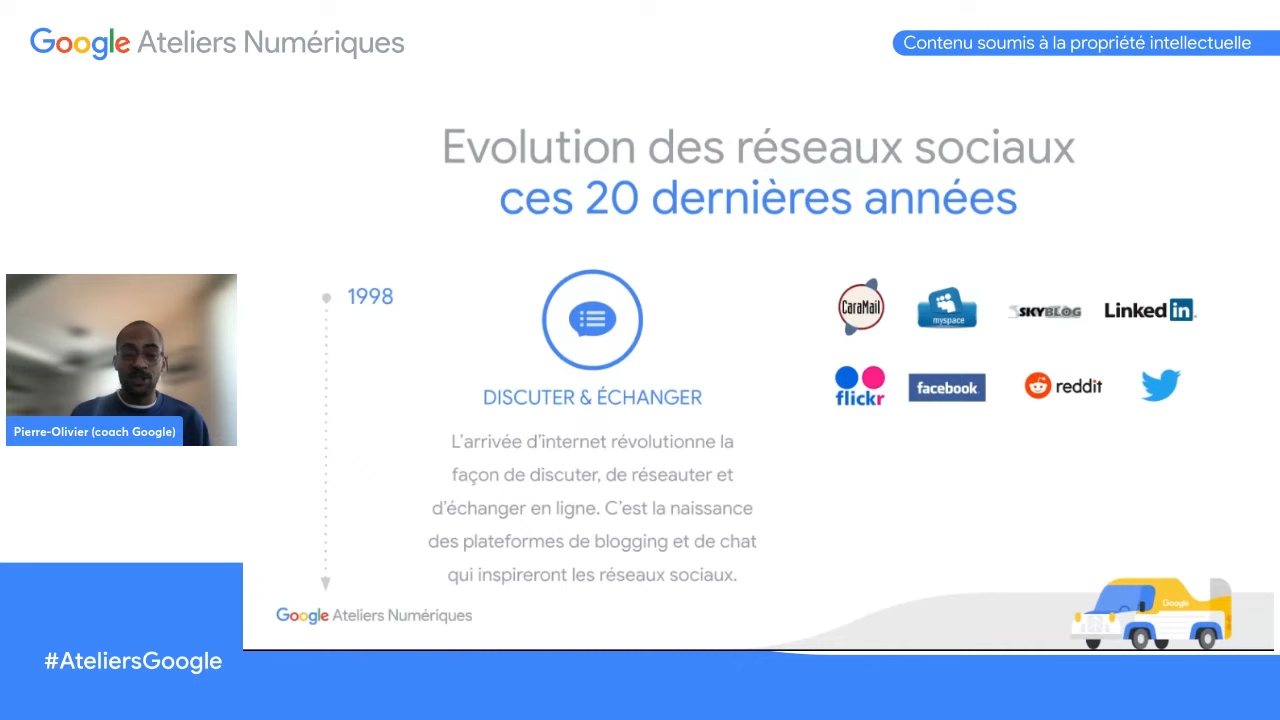 Google Ateliers Numériques
Contenu soumis à la propriété intellectuelle
Evolution des réseaux sociaux
ces 20 dernières années
1998
CaraMail
myspace
SKYBLOG
Linked in
flickr
facebook
reddit
DISCUTER & ÉCHANGER
L'arrivée d'internet révolutionne la
façon de discuter, de réseauter et
d'échanger en ligne. C'est la naissance
des plateformes de blogging et de chat
qui inspireront les réseaux sociaux.
Pierre-Olivier (coach Google)
Google Ateliers Numériques
Google
#AteliersGoogle